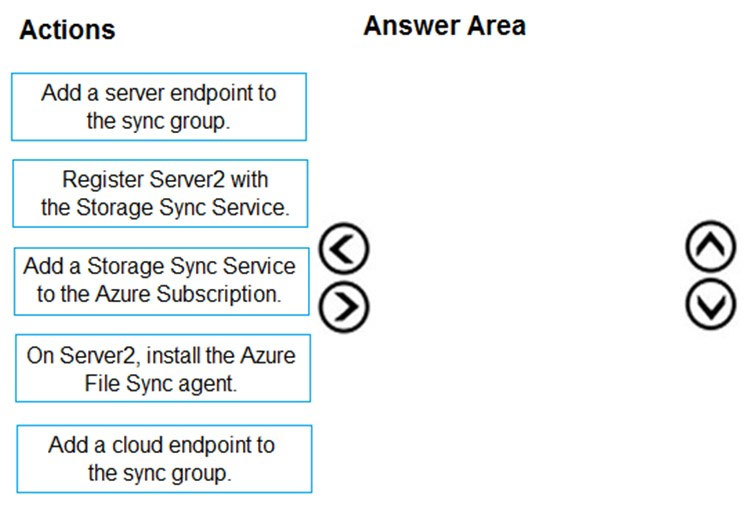 Actions
Answer Area
Add a server endpoint to
the sync group.
Register Server2 with
the Storage Sync Service.
Add a Storage Sync Service
to the Azure Subscription.
On Server2, install the Azure
File Sync agent.
Add a cloud endpoint to
the sync group.